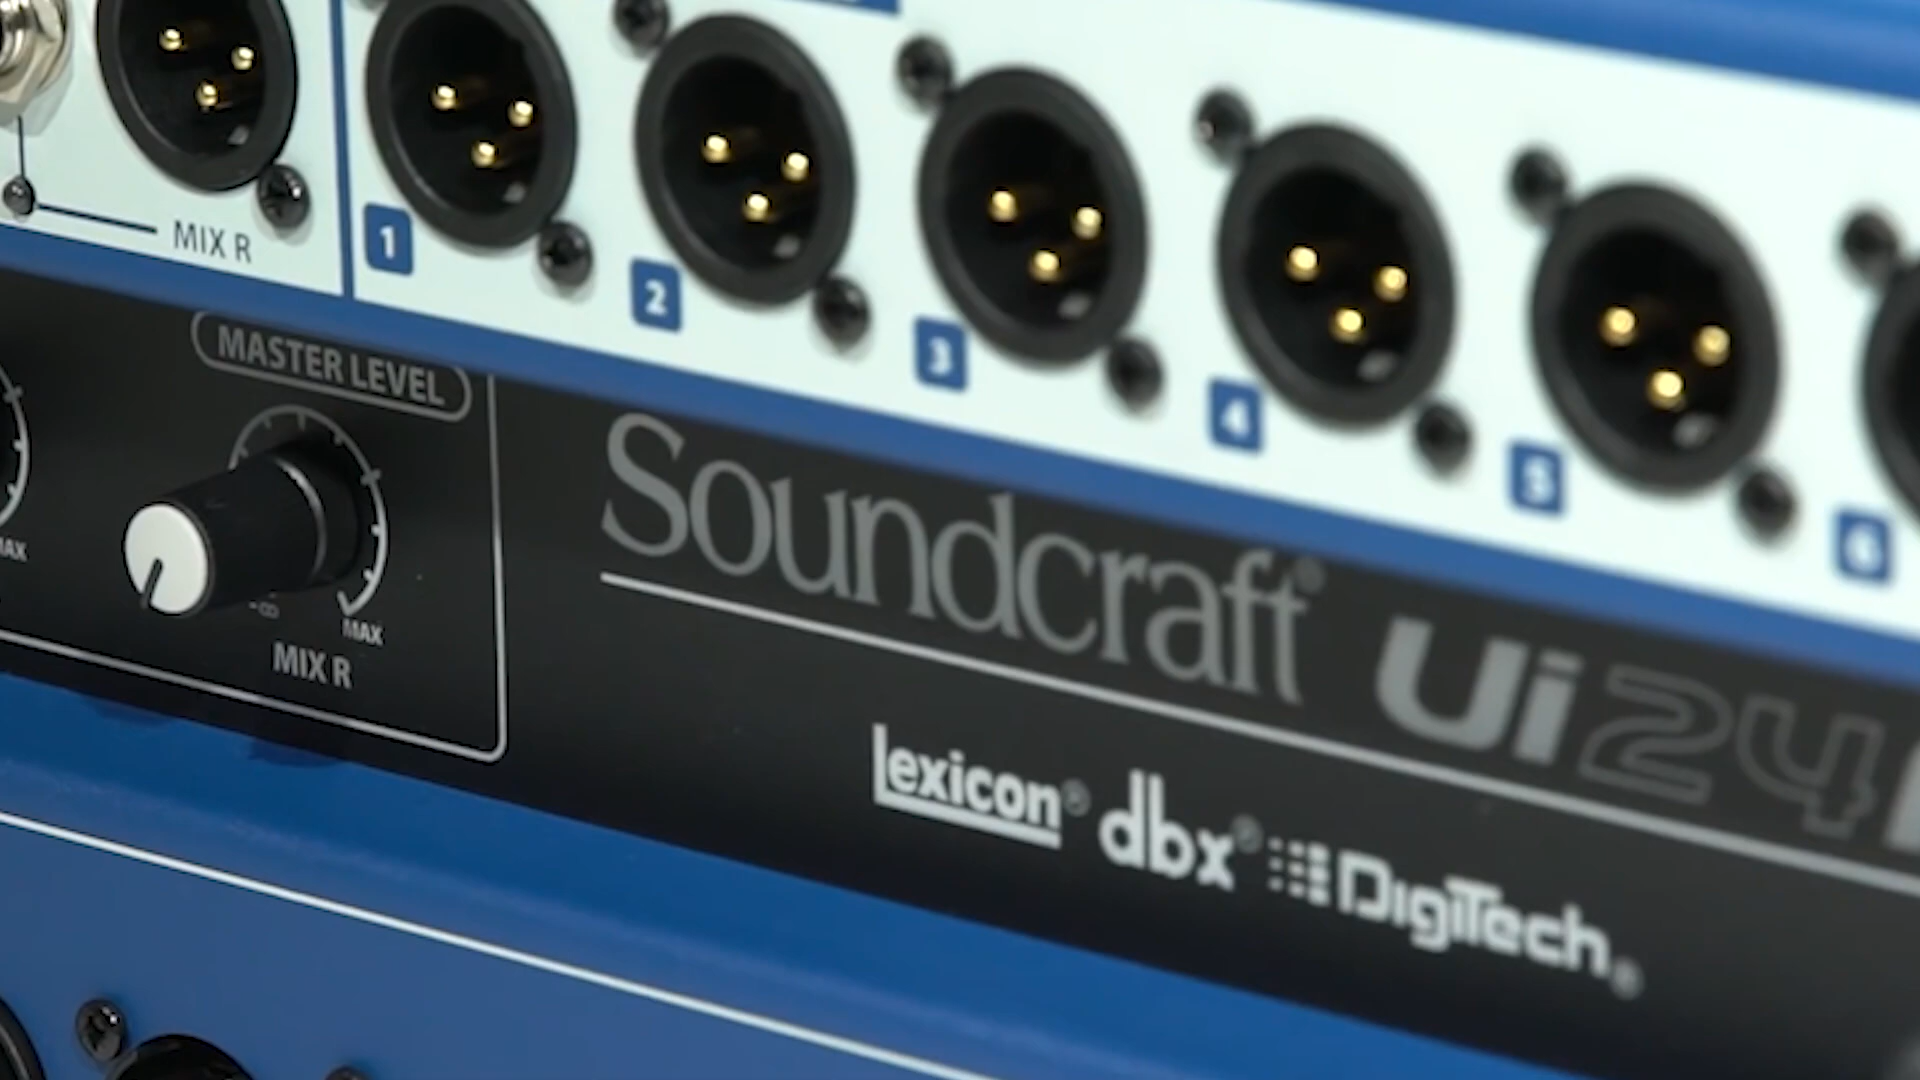 MIX R
1 2 3 4 5 6
MASTER LEVEL
MAX
-∞ MAX
MIX R
Soundcraft® Ui24
lexicon® dbx® DigiTech®